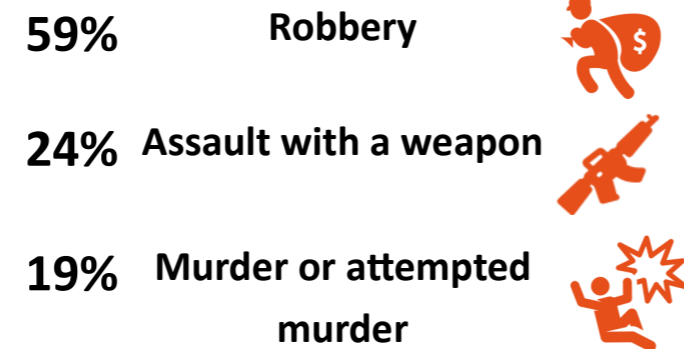 59% Robbery
$
24% Assault with a weapon
19% Murder or attempted
murder